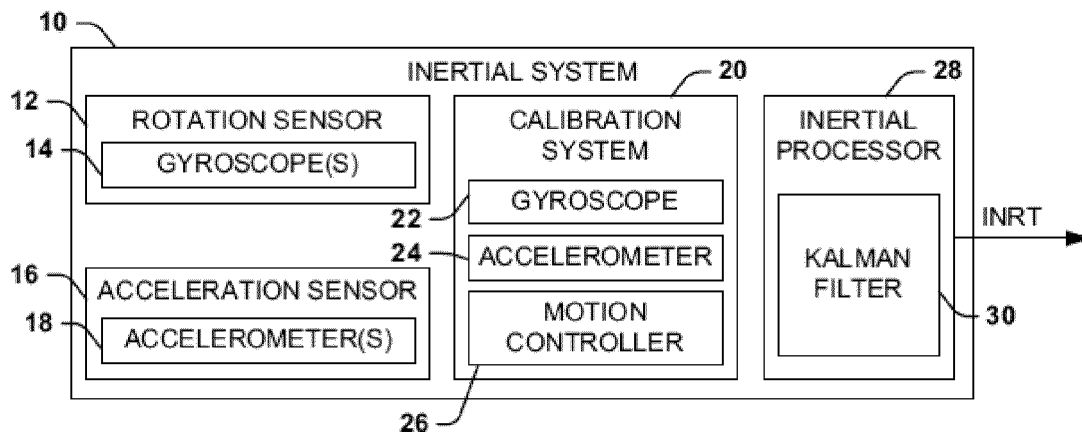 10
INERTIAL SYSTEM
12
ROTATION SENSOR
14
GYROSCOPE(S)
16
ACCELERATION SENSOR
18
ACCELEROMETER(S)
20
CALIBRATION
SYSTEM
22
GYROSCOPE
24
ACCELEROMETER
MOTION
CONTROLLER
26
28
INERTIAL
PROCESSOR
KALMAN
FILTER
30
INRT